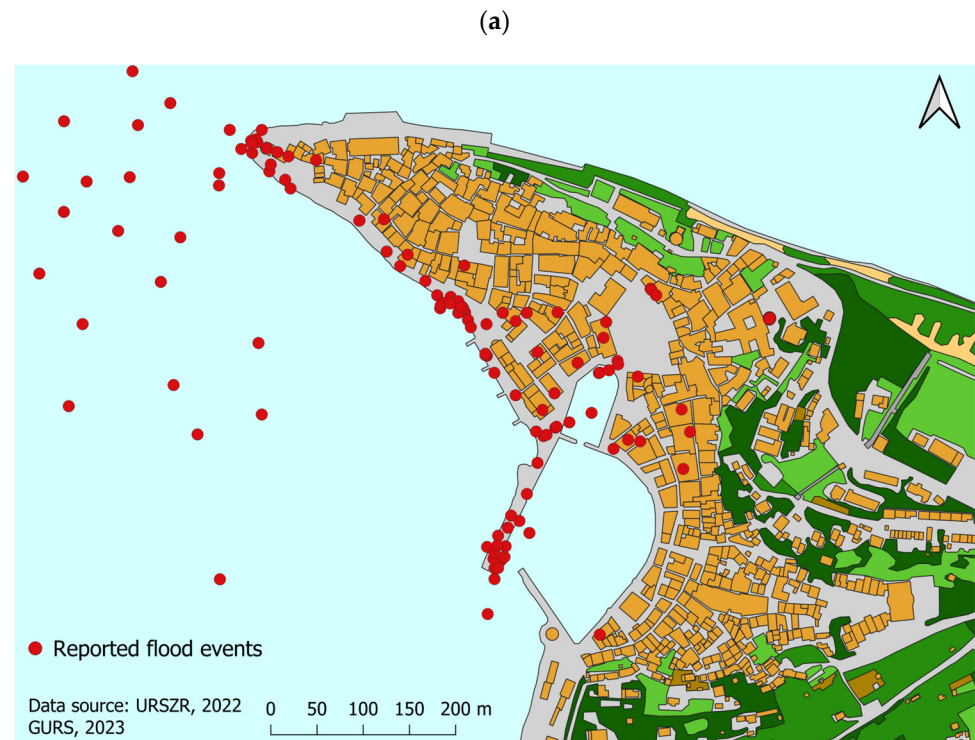 (a)
Reported flood events
Data source: URSZR, 2022
GURS, 2023
0 50 100 150 200 m